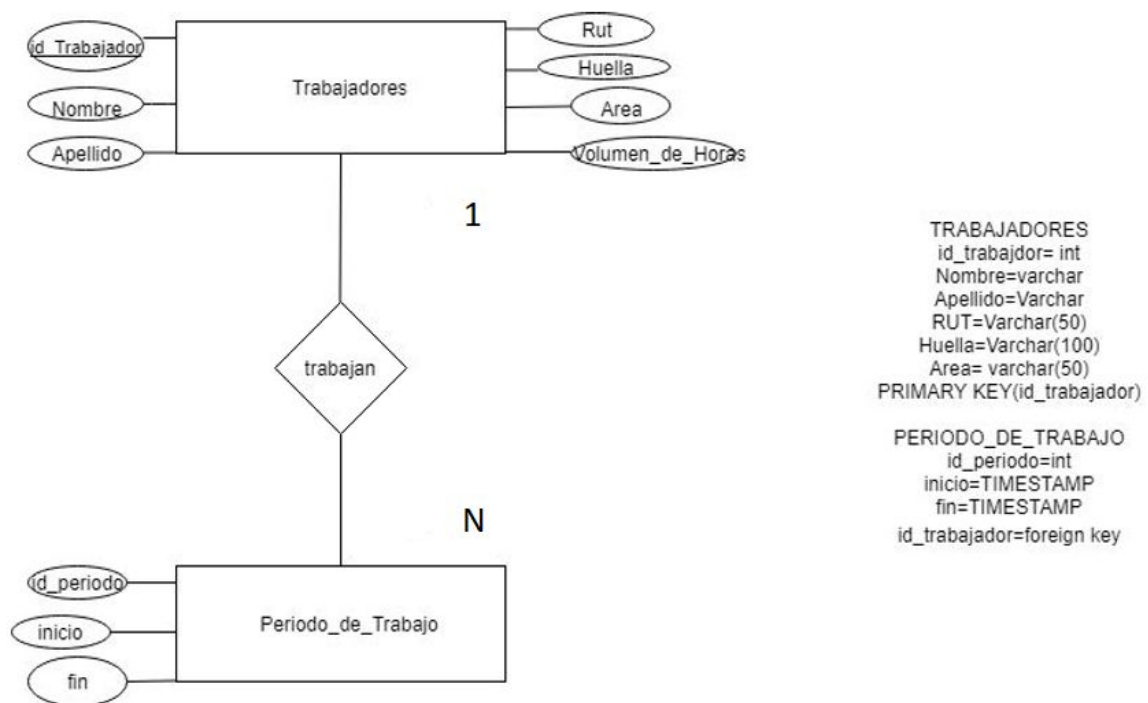 id_Trabajador
Nombre
Apellido
Trabajadores
Rut
Huella
Area
Volumen_de_Horas
1
trabajan
N
id_periodo
inicio
fin
Periodo_de_Trabajo
TRABAJADORES
id_trabajdor= int
Nombre=varchar
Apellido=Varchar
RUT=Varchar(50)
Huella=Varchar(100)
Area= varchar(50)
PRIMARY KEY(id_trabajador)
PERIODO_DE_TRABAJO
id_periodo=int
inicio=TIMESTAMP
fin=TIMESTAMP
id_trabajador=foreign key